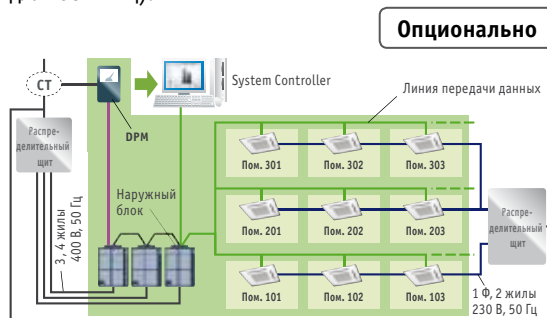 Опционально
CT
DPM
System Controller
Линия передачи данных
Распре-
делительный
щит
Пом. 301
Пом. 302
Пом. 303
Наружный
блок
3, 4 жилы
400 В, 50 Гц
Пом. 201
Пом. 202
Пом. 203
Распре-
делительный
щит
Пом. 101
Пом. 102
Пом. 103
1 Ф, 2 жилы
230 В, 50 Гц